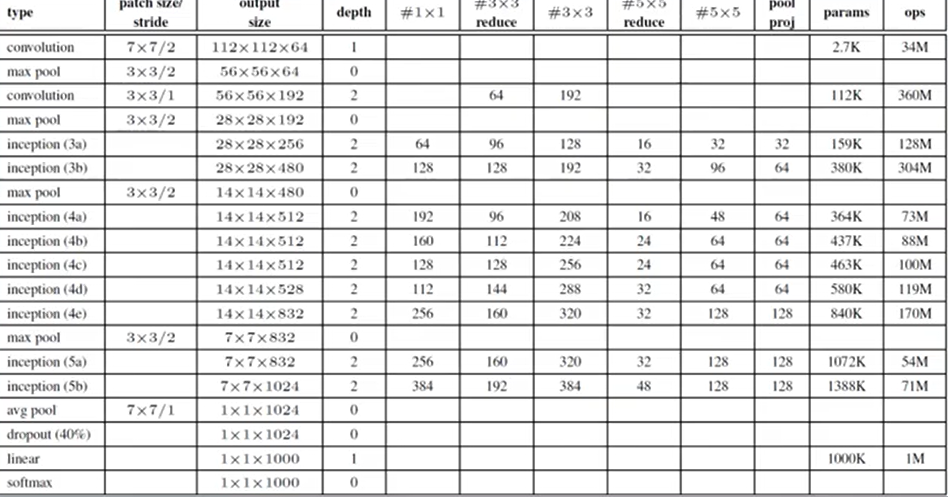 type patch size/ stride output size depth #1×1 #3×3 reduce #3×3 #5×5 reduce #5×5 pool proj params ops
convolution 7×7/2 112×112×64 1 2.7K 34M
max pool 3×3/2 56×56×64 0
convolution 3×3/1 56×56×192 2 64 192 112K 360M
max pool 3×3/2 28×28×192 0
inception (3a) 28×28×256 2 64 96 128 16 32 32 159K 128M
inception (3b) 28×28×480 2 128 128 192 32 96 64 380K 304M
max pool 3×3/2 14×14×480 0
inception (4a) 14×14×512 2 192 96 208 16 48 64 364K 73M
inception (4b) 14×14×512 2 160 112 224 24 64 64 437K 88M
inception (4c) 14×14×512 2 128 128 256 24 64 64 463K 100M
inception (4d) 14×14×528 2 112 144 288 32 64 64 580K 119M
inception (4e) 14×14×832 2 256 160 320 32 128 128 840K 170M
max pool 3×3/2 7×7×832 0
inception (5a) 7×7×832 2 256 160 320 32 128 128 1072K 54M
inception (5b) 7×7×1024 2 384 192 384 48 128 128 1388K 71M
avg pool 7×7/1 1×1×1024 0
dropout (40%) 1×1×1024 0
linear 1×1×1000 1 1000K 1M
softmax 1×1×1000 0